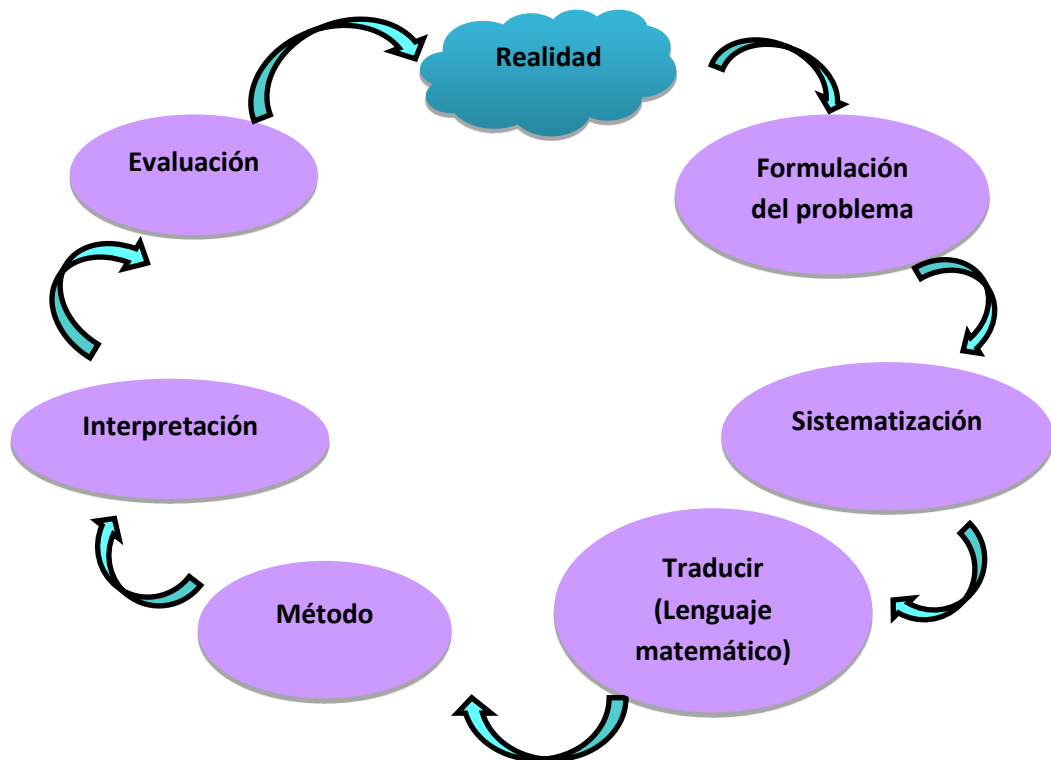 Realidad
Formulación
del problema
Sistematización
Traducir
(Lenguaje
matemático)
Método
Interpretación
Evaluación